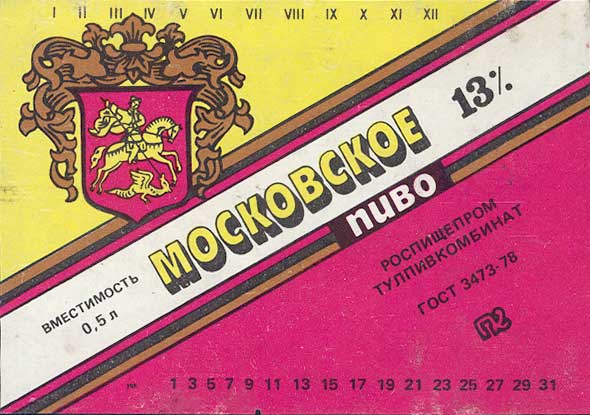 I II III IV V VI VII VIII IX X XI XII
13%
МОСКОВСКОЕ
ПИВО
ВМЕСТИМОСТЬ
0,5 л
РОСПИЩЕПРОМ
ТУЛПИВКОМБИНАТ
ГОСТ 3473-78
1 3 5 7 9 11 13 15 17 19 21 23 25 27 29 31